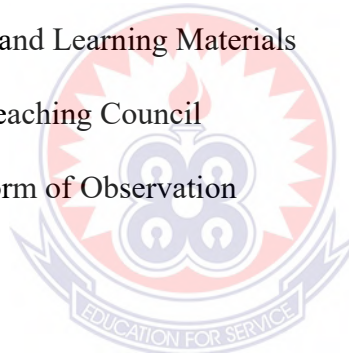 and Learning Materials
eaching Council
orm of Observation
EDUCATION FOR SERVICE